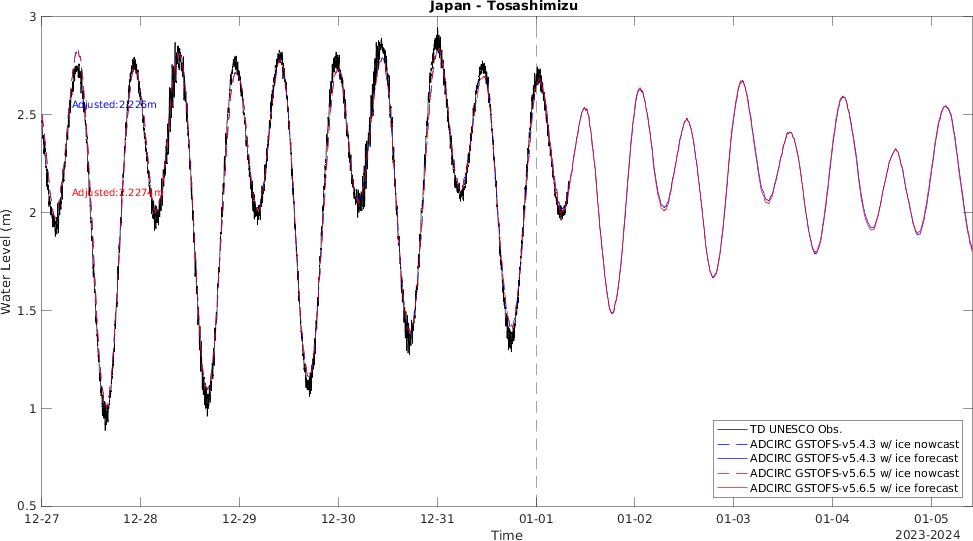 Japan - Tosashimizu
Water Level (m)
3
2.5
2
1.5
1
0.5
Adjusted:2.226m
Adjusted:2.2274m
TD UNESCO Obs.
ADCIRC GSTOFS-v5.4.3 w/ ice nowcast
ADCIRC GSTOFS-v5.4.3 w/ ice forecast
ADCIRC GSTOFS-v5.6.5 w/ ice nowcast
ADCIRC GSTOFS-v5.6.5 w/ ice forecast
12-27 12-28 12-29 12-30 12-31 01-01 01-02 01-03 01-04 01-05
Time
2023-2024